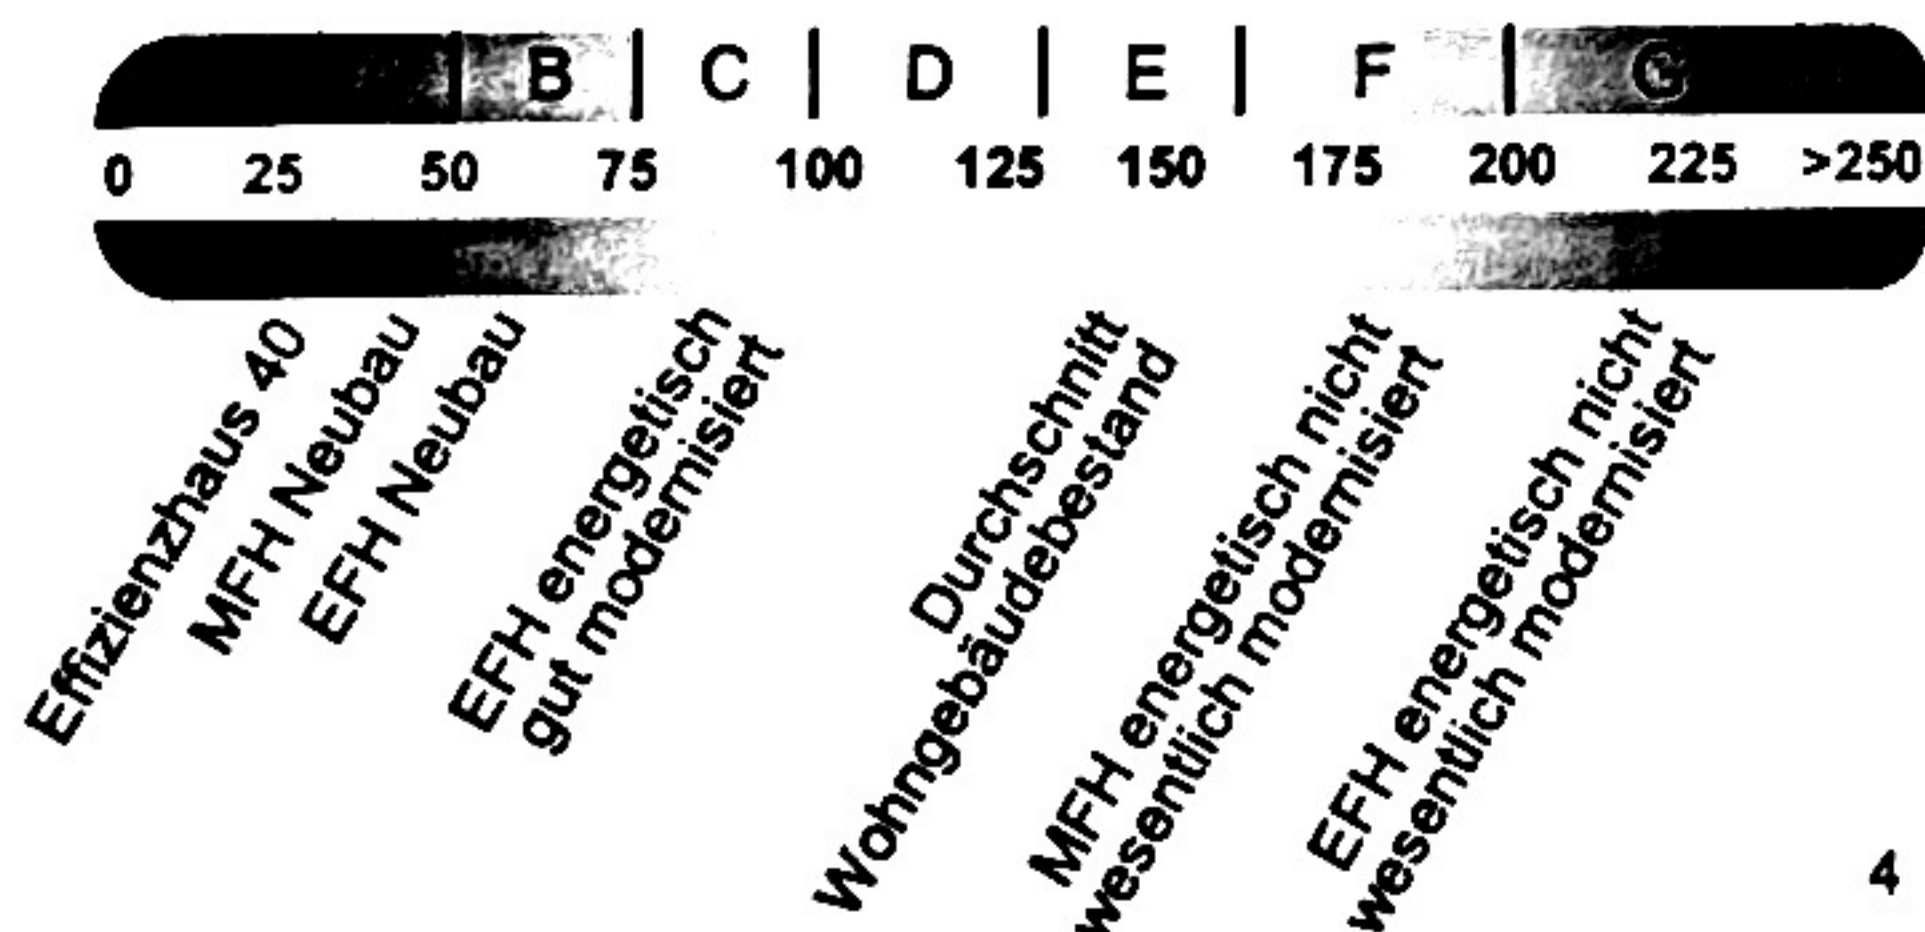 B | C | D | E | F | G
0 25 50 75 100 125 150 175 200 225 >250
Effizienzhaus 40
MFH Neubau
EFH Neubau
EFH energetisch
gut modernisiert
Durchschnitt
Wohngebäudebestand
MFH energetisch nicht
wesentlich modernisiert
EFH energetisch nicht
wesentlich modernisiert
4